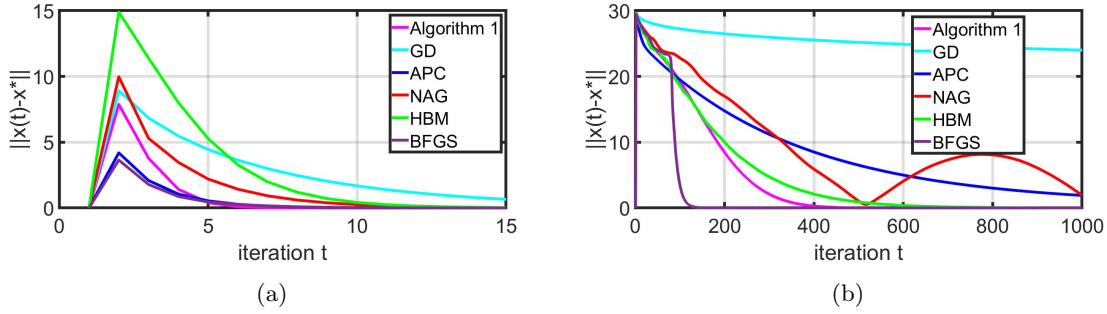 ||x(t)-x*||
15
10
5
0
0
5
10
15
iteration t
Algorithm 1
GD
APC
NAG
HBM
BFGS
(a)
||x(t)-x*||
30
20
10
0
0
200
400
600
800
1000
iteration t
Algorithm 1
GD
APC
NAG
HBM
BFGS
(b)